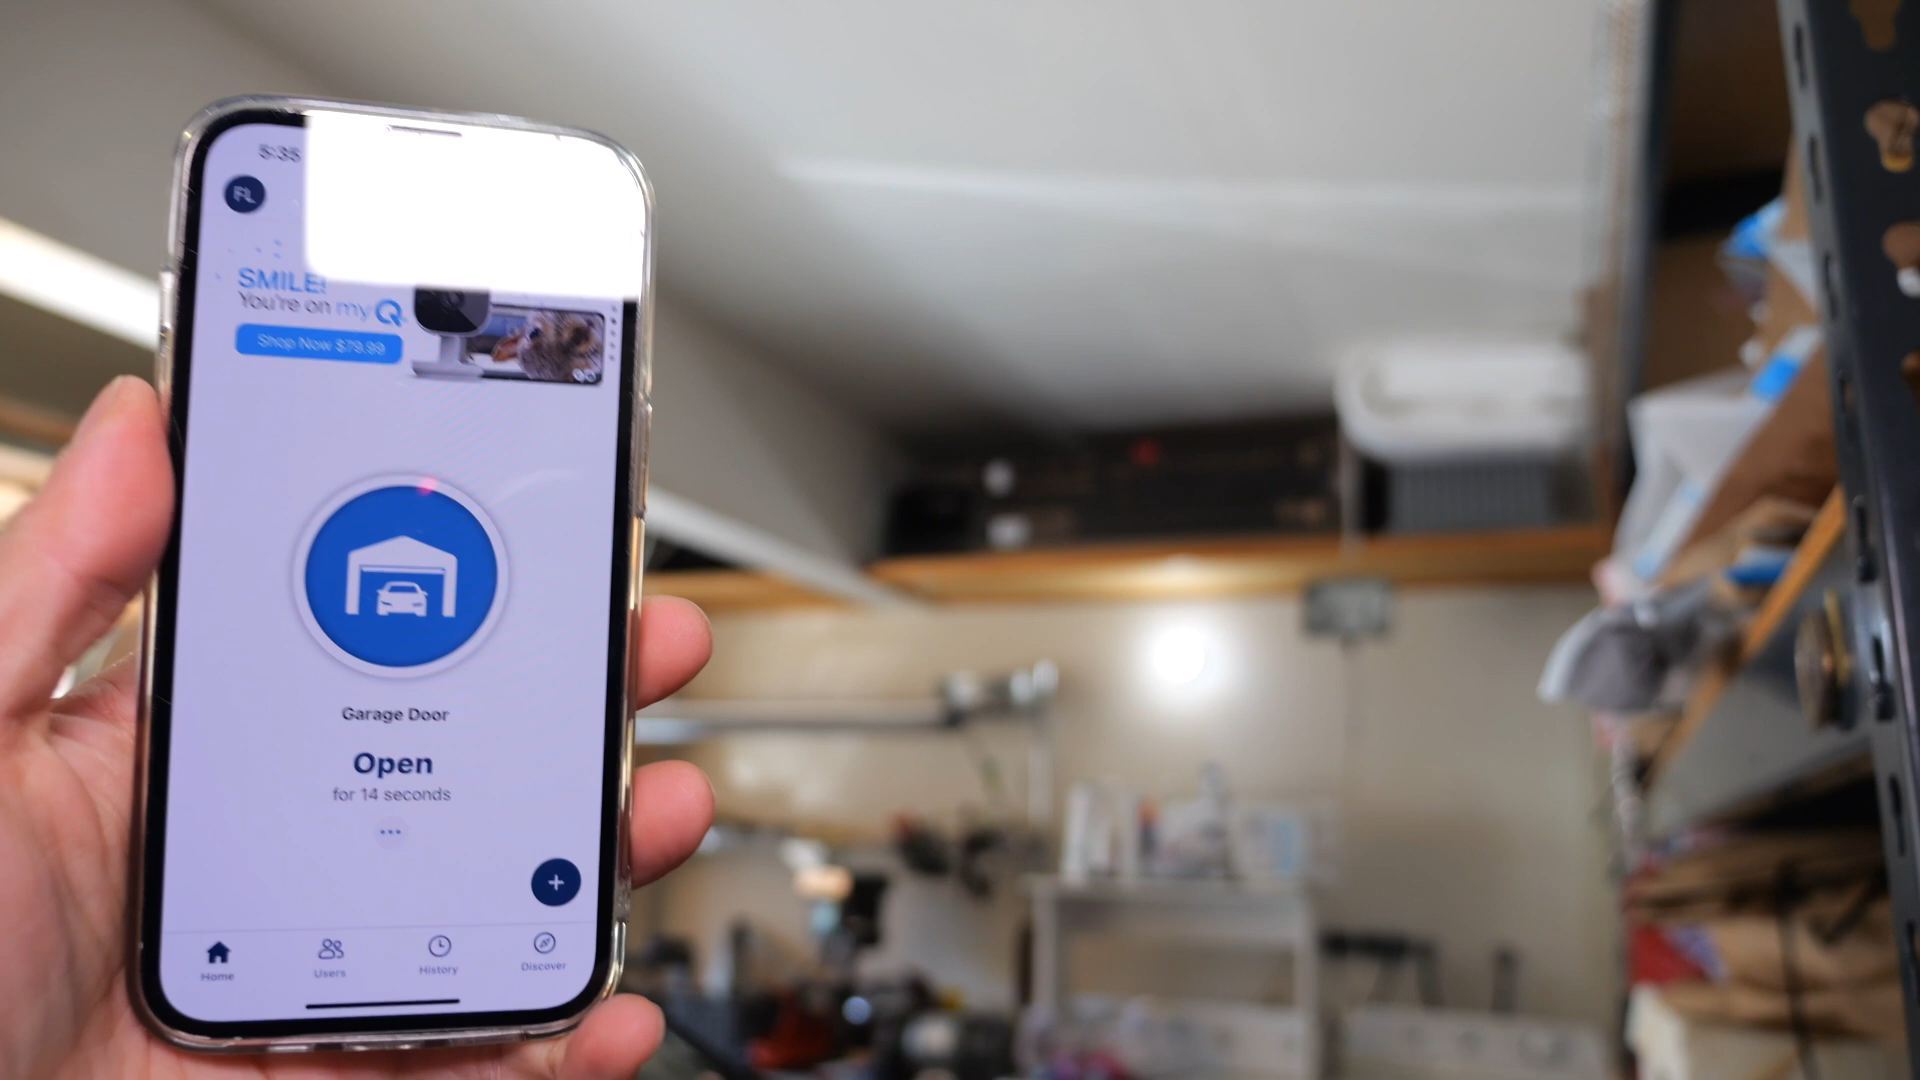 5:35
FL
SMILE!
You're on myQ
Shop Now $79.99
Garage Door
Open
for 14 seconds
Home
Users
History
Discover